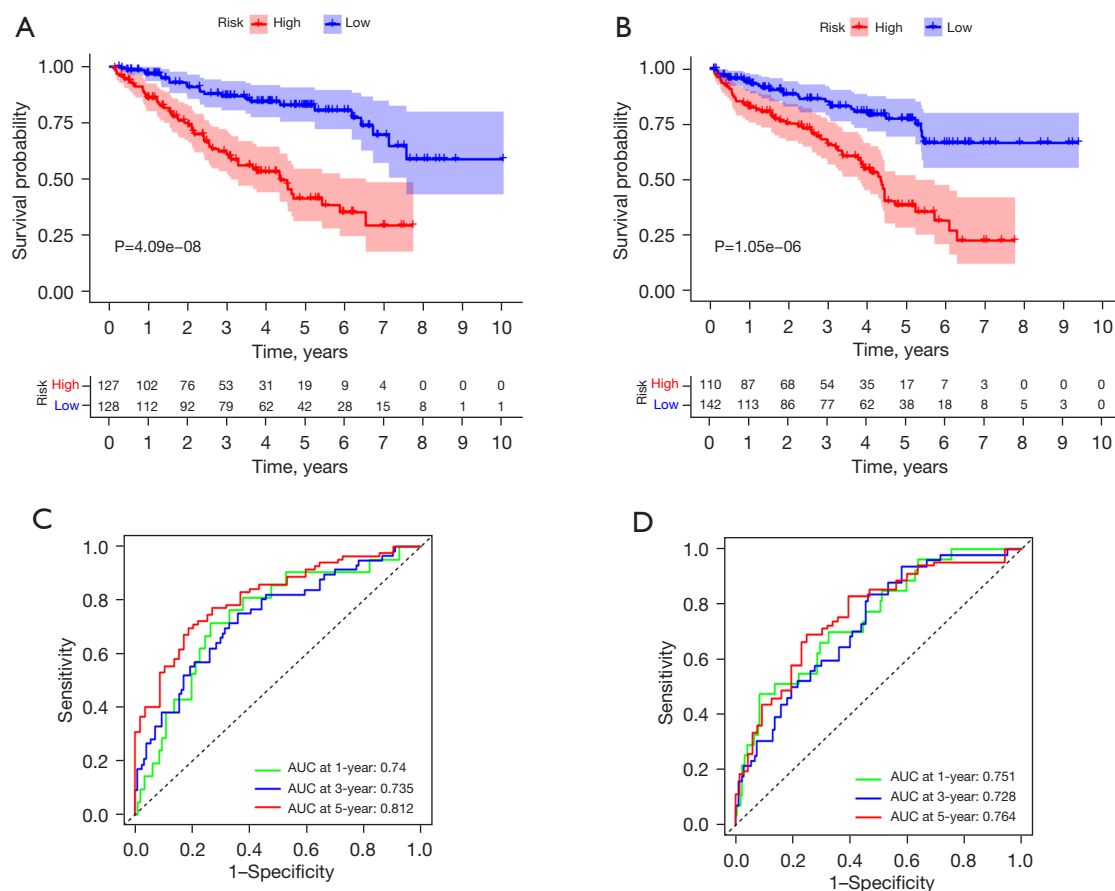 A
Risk High Low
Survival probability
1.00
0.75
0.50
0.25
0.00
P=4.09e−08
0 1 2 3 4 5 6 7 8 9 10
Time, years
Risk
High 127 102 76 53 31 19 9 4 0 0 0
Low 128 112 92 79 62 42 28 15 8 1 1
0 1 2 3 4 5 6 7 8 9 10
Time, years
B
Risk High Low
Survival probability
1.00
0.75
0.50
0.25
0.00
P=1.05e−06
0 1 2 3 4 5 6 7 8 9 10
Time, years
Risk
High 110 87 68 54 35 17 7 3 0 0 0
Low 142 113 86 77 62 38 18 8 5 3 0
0 1 2 3 4 5 6 7 8 9 10
Time, years
C
Sensitivity
1.0
0.8
0.6
0.4
0.2
0.0
AUC at 1-year: 0.74
AUC at 3-year: 0.735
AUC at 5-year: 0.812
0.0 0.2 0.4 0.6 0.8 1.0
1−Specificity
D
Sensitivity
1.0
0.8
0.6
0.4
0.2
0.0
AUC at 1-year: 0.751
AUC at 3-year: 0.728
AUC at 5-year: 0.764
0.0 0.2 0.4 0.6 0.8 1.0
1−Specificity